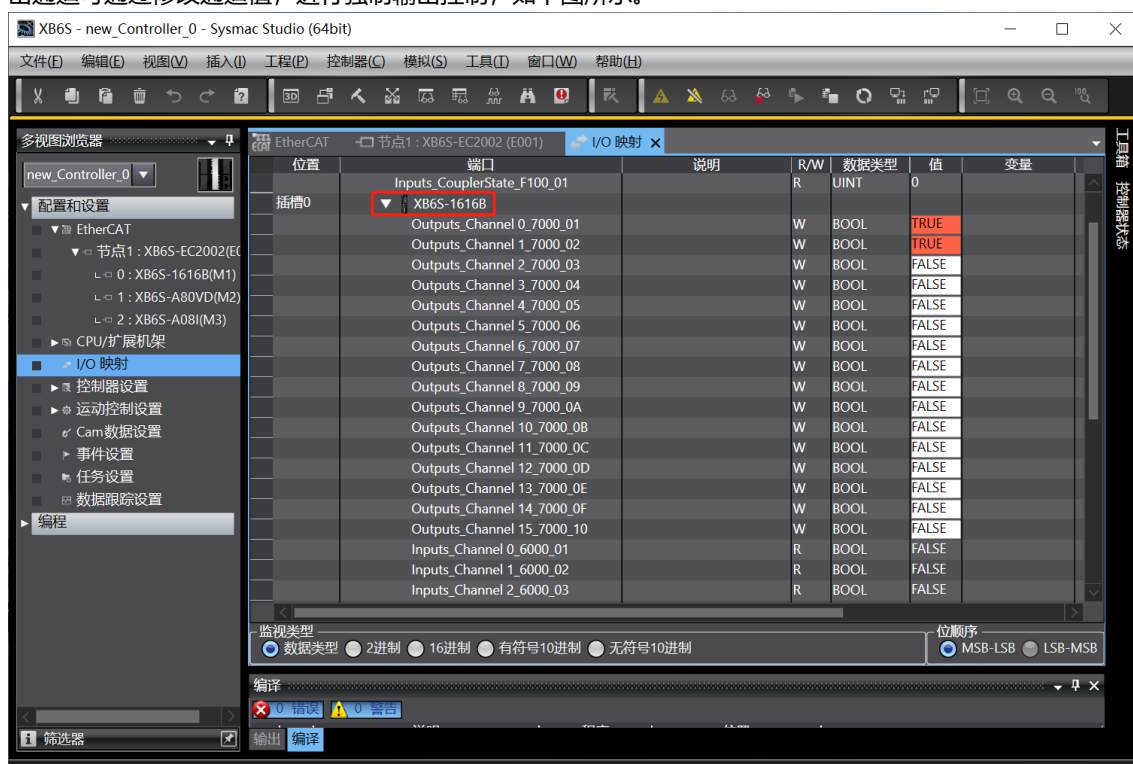 XB6S - new_Controller_0 - Sysmac Studio (64bit)
文件(F) 编辑(E) 视图(V) 插入(I) 工程(P) 控制器(C) 模拟(S) 工具(T) 窗口(W) 帮助(H)
多视图浏览器
new_Controller_0
配置和设置
EtherCAT
节点1 : XB6S-EC2002(E(
0 : XB6S-1616B(M1)
1 : XB6S-A80VD(M2)
2 : XB6S-A08I(M3)
CPU/扩展机架
I/O 映射
控制器设置
运动控制设置
Cam数据设置
事件设置
任务设置
数据跟踪设置
编程
筛选器
EtherCAT 节点1 : XB6S-EC2002 (E001) I/O 映射
位置 端口 说明 R/W 数据类型 值 变量
Inputs_CouplerState_F100_01 R UINT 0
插槽0 XB6S-1616B
Outputs_Channel 0_7000_01 W BOOL TRUE
Outputs_Channel 1_7000_02 W BOOL TRUE
Outputs_Channel 2_7000_03 W BOOL FALSE
Outputs_Channel 3_7000_04 W BOOL FALSE
Outputs_Channel 4_7000_05 W BOOL FALSE
Outputs_Channel 5_7000_06 W BOOL FALSE
Outputs_Channel 6_7000_07 W BOOL FALSE
Outputs_Channel 7_7000_08 W BOOL FALSE
Outputs_Channel 8_7000_09 W BOOL FALSE
Outputs_Channel 9_7000_0A W BOOL FALSE
Outputs_Channel 10_7000_0B W BOOL FALSE
Outputs_Channel 11_7000_0C W BOOL FALSE
Outputs_Channel 12_7000_0D W BOOL FALSE
Outputs_Channel 13_7000_0E W BOOL FALSE
Outputs_Channel 14_7000_0F W BOOL FALSE
Outputs_Channel 15_7000_10 W BOOL FALSE
Inputs_Channel 0_6000_01 R BOOL FALSE
Inputs_Channel 1_6000_02 R BOOL FALSE
Inputs_Channel 2_6000_03 R BOOL FALSE
监视类型
数据类型 2进制 16进制 有符号10进制 无符号10进制
位顺序
MSB-LSB LSB-MSB
编译
0 错误 0 警告
输出 编译
工具箱
控制器状态